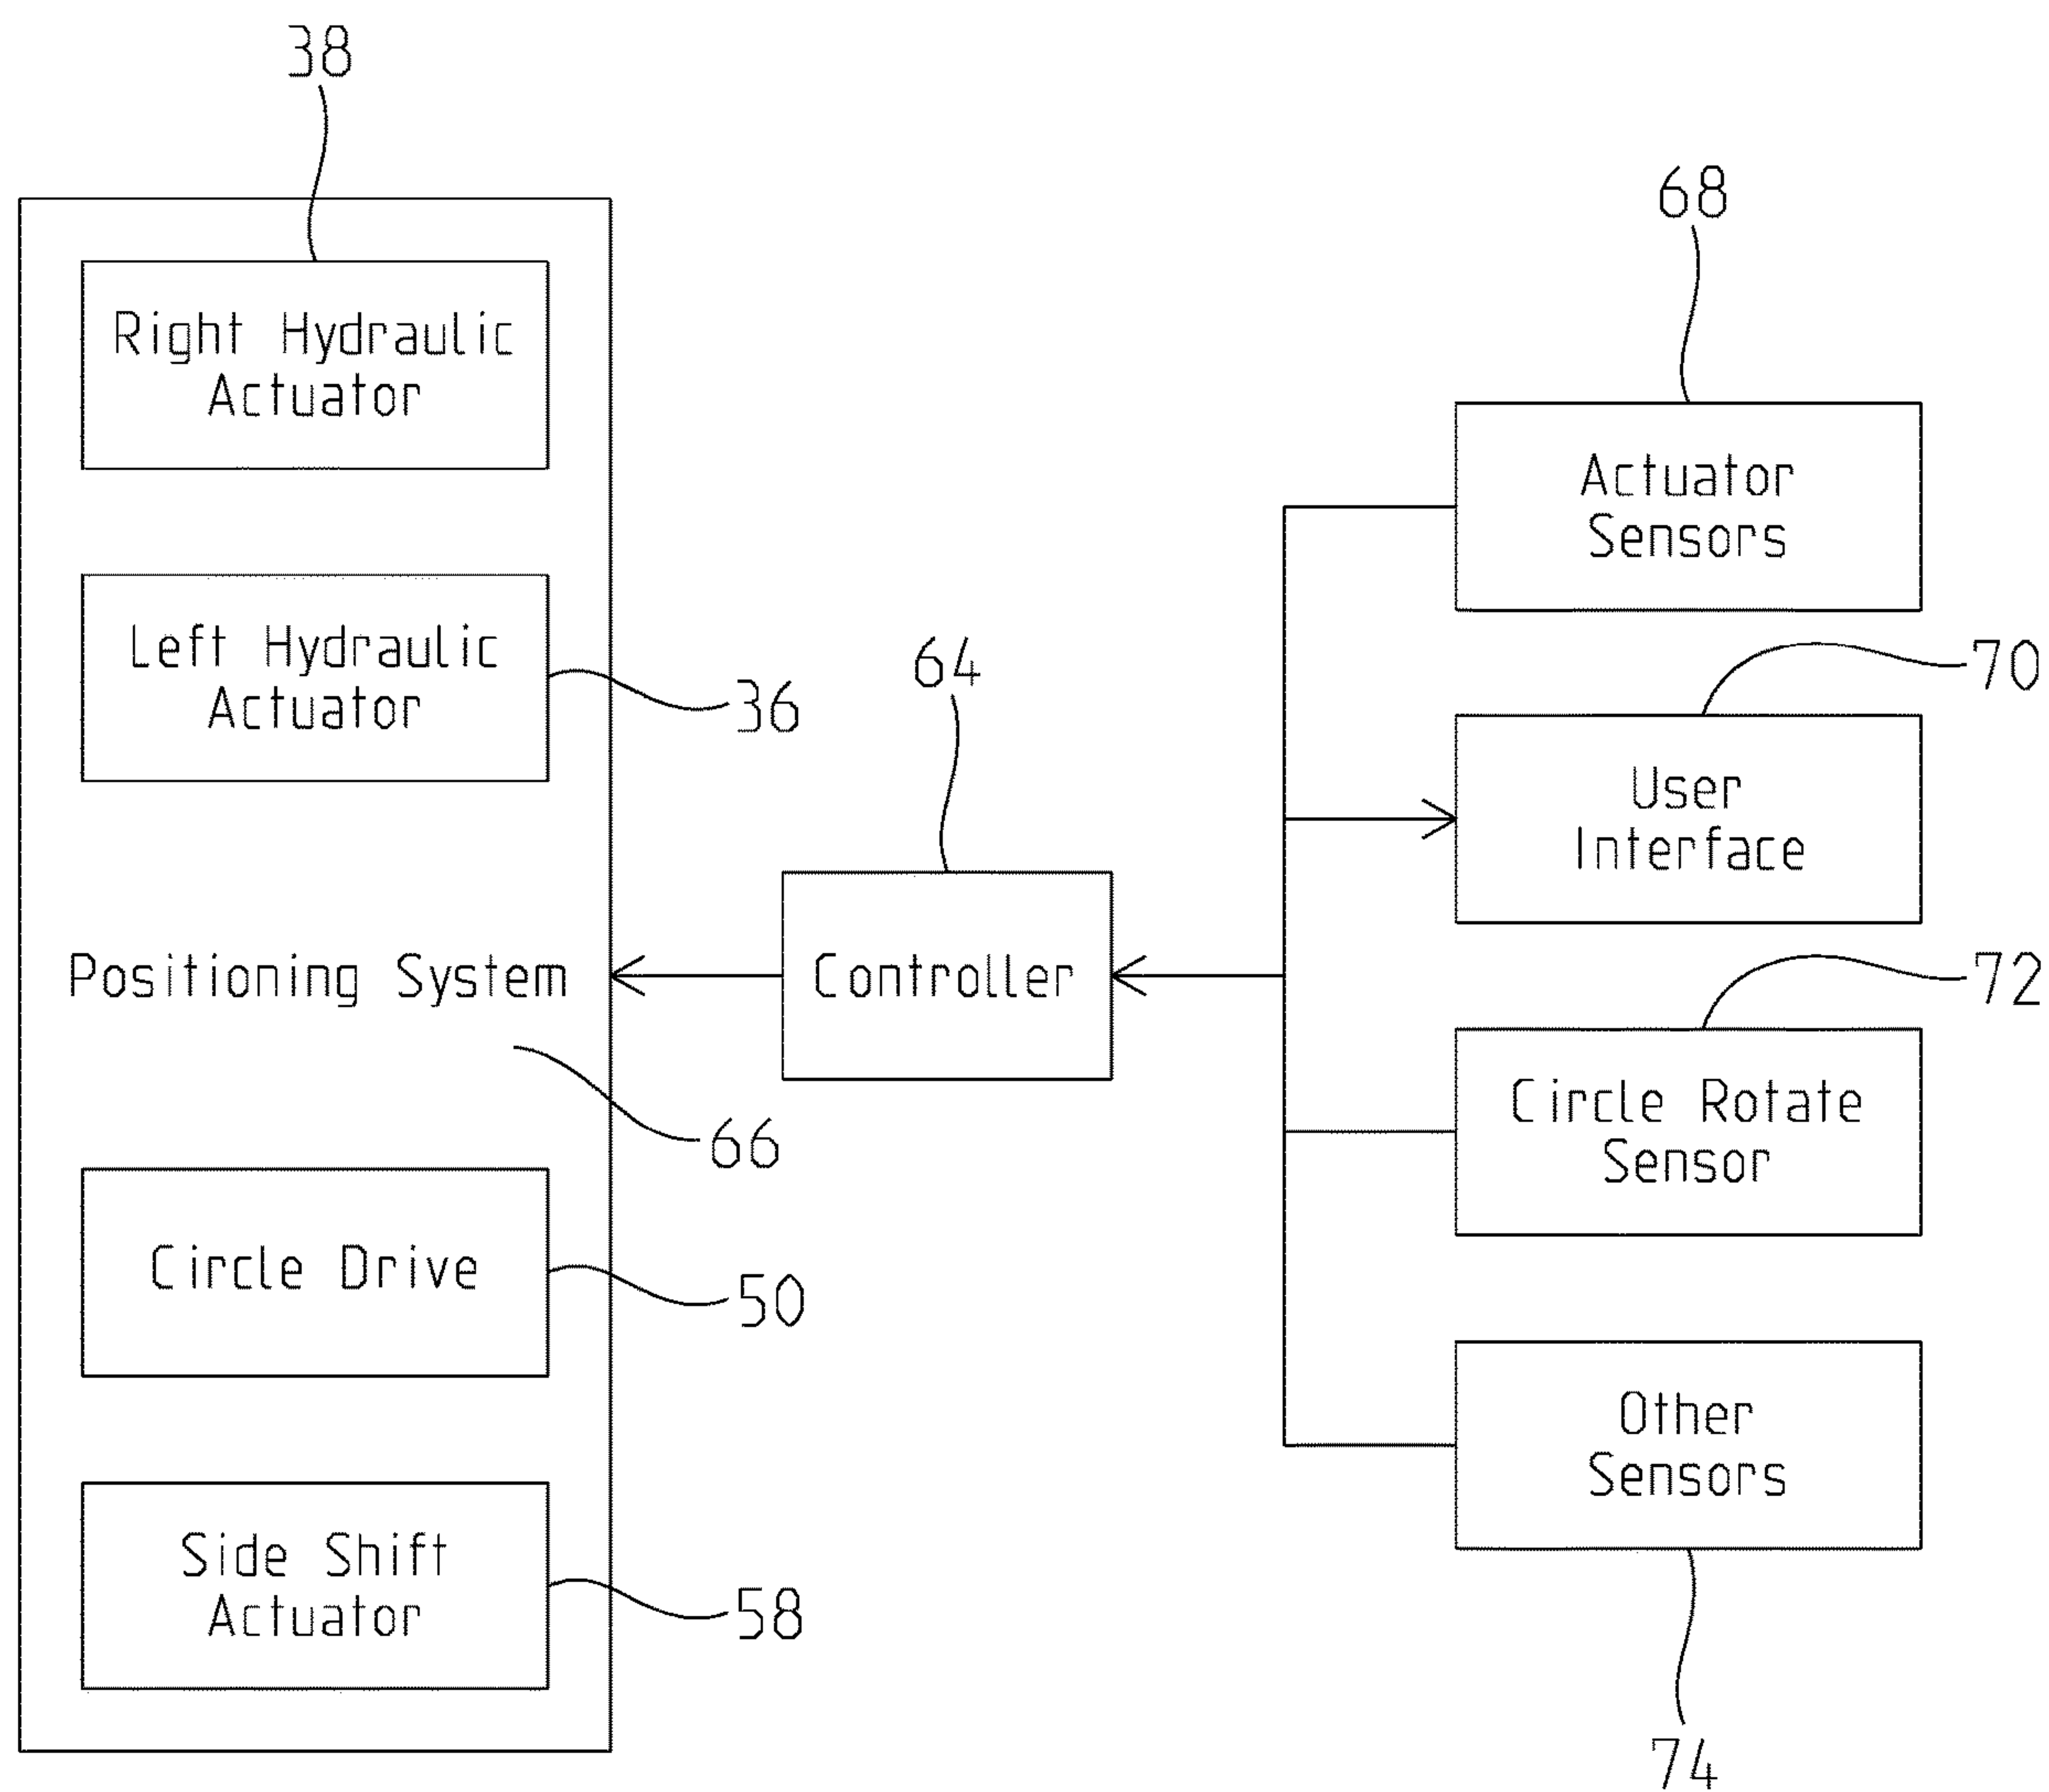 38
Right Hydraulic
Actuator
Left Hydraulic
Actuator
36
Positioning System
66
Circle Drive
50
Side Shift
Actuator
58
64
Controller
68
Actuator
Sensors
70
User
Interface
72
Circle Rotate
Sensor
Other
Sensors
74